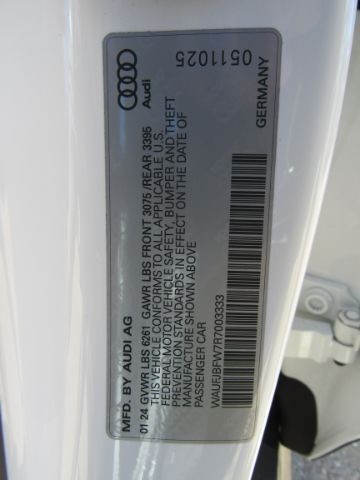 MFD. BY AUDI AG
01 24 GVWR LBS 6261 GAWR LBS FRONT 3075 /REAR 3395
THIS VEHICLE CONFORMS TO ALL APPLICABLE U.S.
FEDERAL MOTOR VEHICLE SAFETY, BUMPER AND THEFT
PREVENTION STANDARDS IN EFFECT ON THE DATE OF
MANUFACTURE SHOWN ABOVE
PASSENGER CAR
WAUFJBFW7R7003333
GERMANY
Audi
0511025